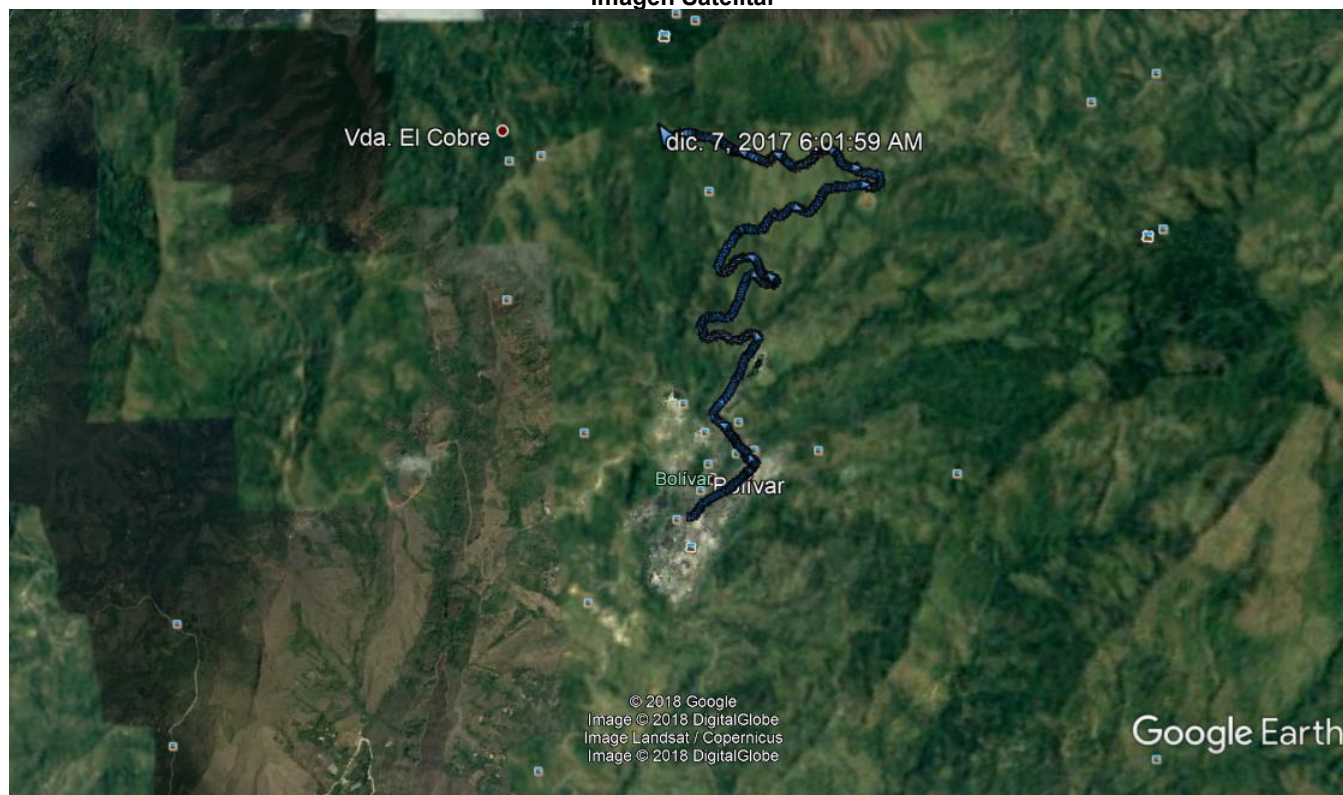 Imagen Satelital
Vda. El Cobre
dic. 7, 2017 6:01:59 AM
Bolívar
Bolívar
© 2018 Google
Image © 2018 DigitalGlobe
Image Landsat / Copernicus
Image © 2018 DigitalGlobe
Google Earth